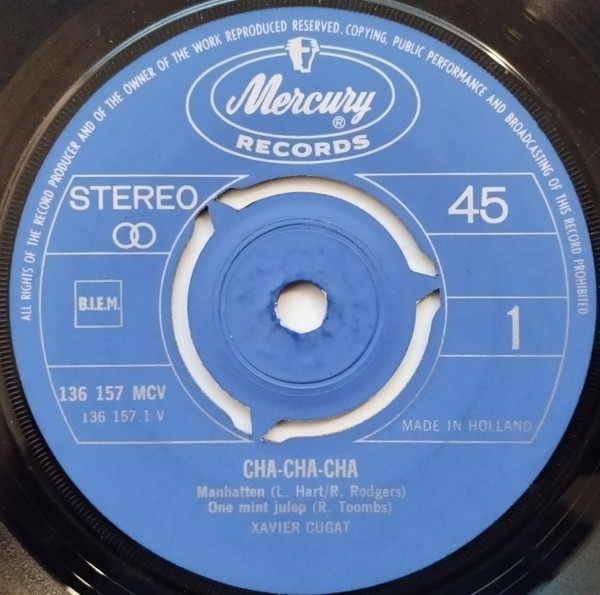 ALL RIGHTS OF THE RECORD PRODUCER AND OF THE OWNER OF THE WORK REPRODUCED RESERVED. COPYING, PUBLIC PERFORMANCE AND BROADCASTING OF THIS RECORD PROHIBITED
Mercury ®
RECORDS
STEREO
45
B.I.E.M.
1
136 157 MCV
136 157.1 V
MADE IN HOLLAND
CHA-CHA-CHA
Manhatten (L. Hart/R. Rodgers)
One mint julep (R. Toombs)
XAVIER CUGAT